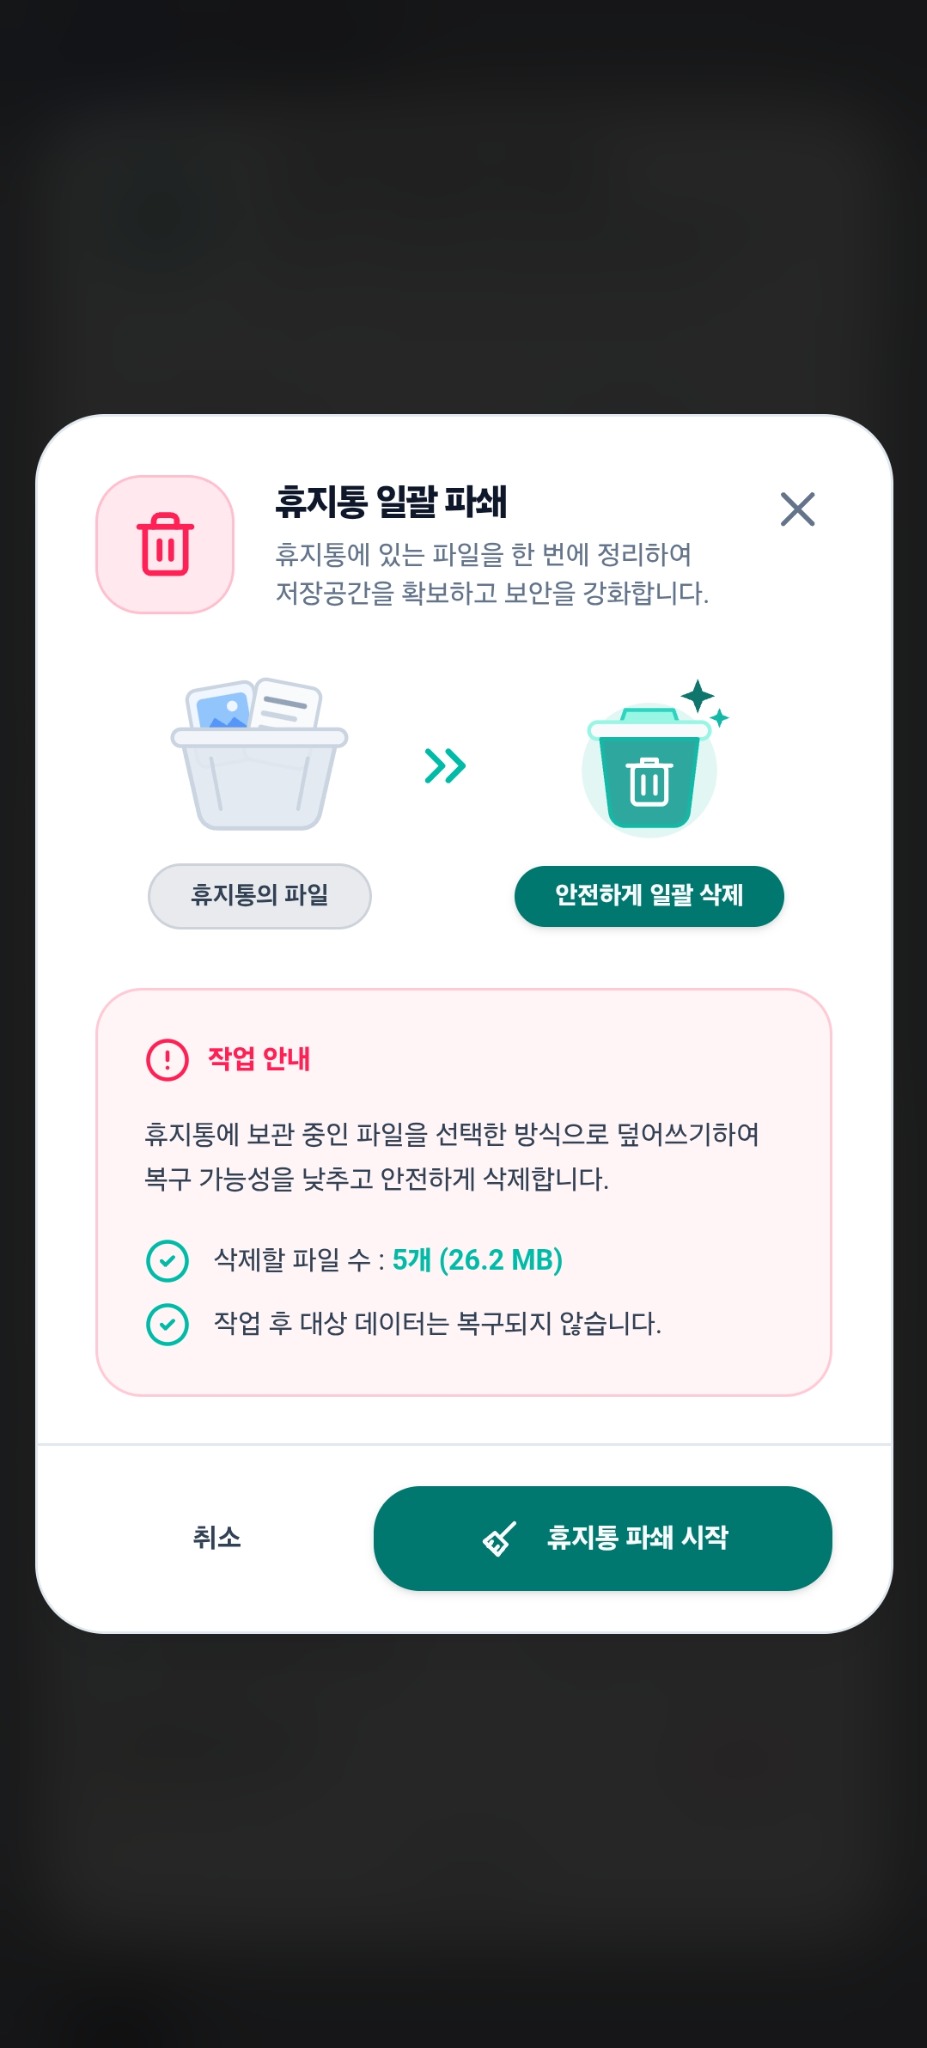 휴지통 일괄 파쇄
휴지통에 있는 파일을 한 번에 정리하여
저장공간을 확보하고 보안을 강화합니다.
휴지통의 파일
안전하게 일괄 삭제
작업 안내
휴지통에 보관 중인 파일을 선택한 방식으로 덮어쓰기하여
복구 가능성을 낮추고 안전하게 삭제합니다.
삭제할 파일 수 : 5개 (26.2 MB)
작업 후 대상 데이터는 복구되지 않습니다.
취소
휴지통 파쇄 시작